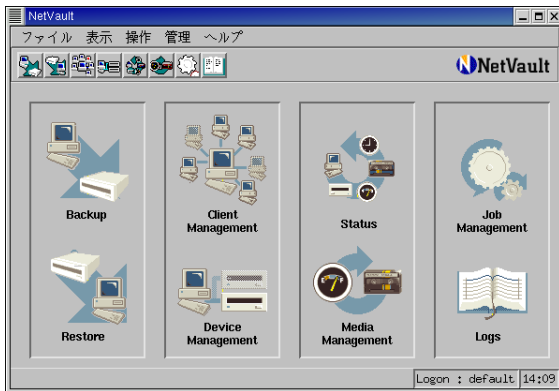 NetVault
ファイル 表示 操作 管理 ヘルプ
NetVault
Backup
Client Management
Status
Job Management
Restore
Device Management
Media Management
Logs
Logon : default 14:09